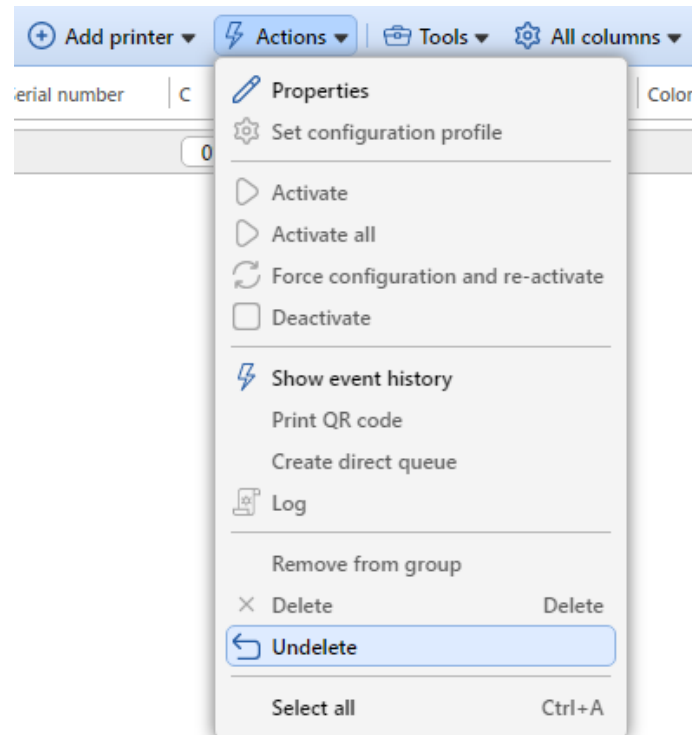 Add printer Actions Tools All columns
Serial number C Color
Properties
0
Set configuration profile
Activate
Activate all
Force configuration and re-activate
Deactivate
Show event history
Print QR code
Create direct queue
Log
Remove from group
Delete Delete
Undelete
Select all Ctrl+A